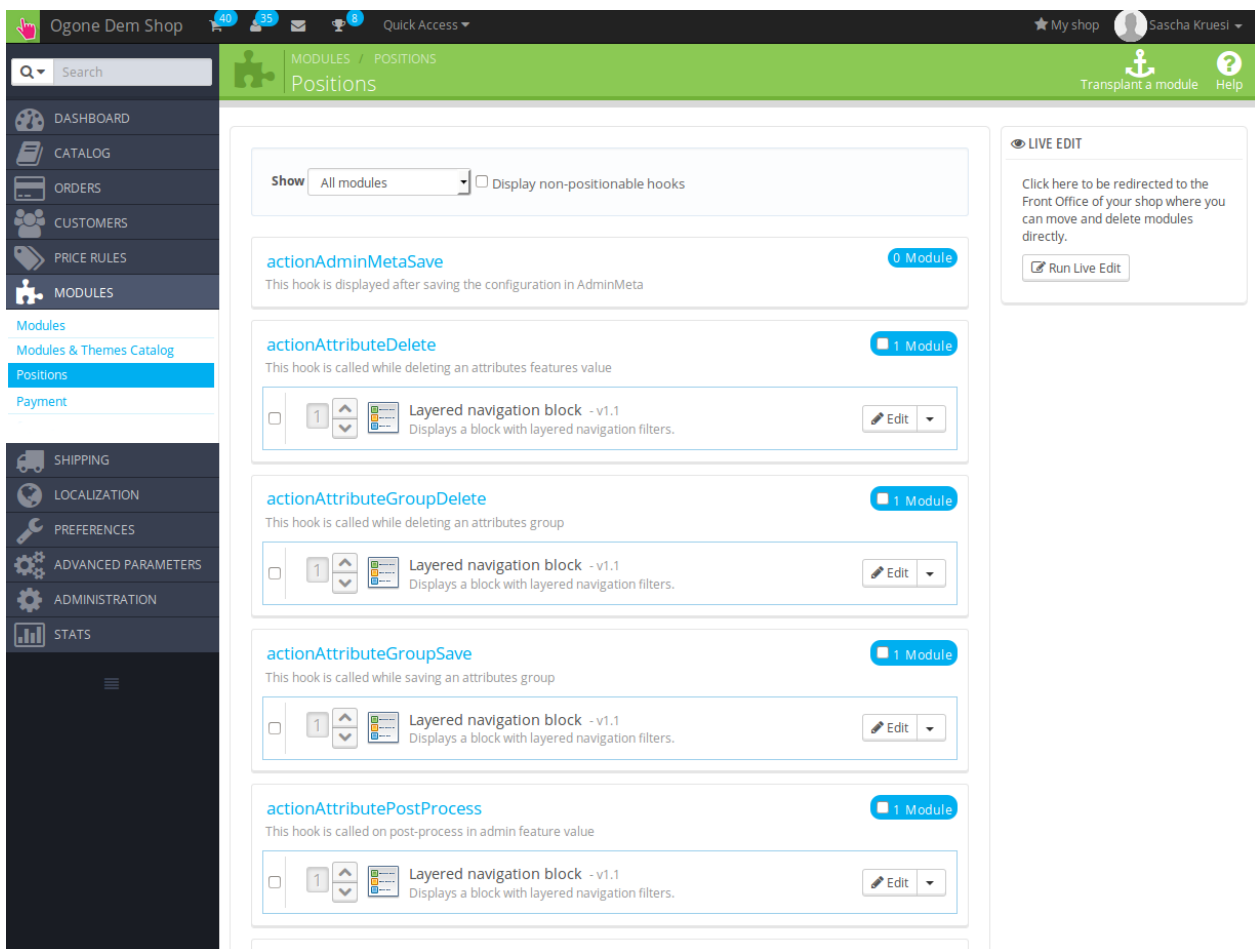 Ogone Dem Shop
40
35
8
Quick Access
My shop
Sascha Kruesi
Search
MODULES / POSITIONS
Positions
Transplant a module
Help
DASHBOARD
CATALOG
ORDERS
CUSTOMERS
PRICE RULES
MODULES
Modules
Modules & Themes Catalog
Positions
Payment
SHIPPING
LOCALIZATION
PREFERENCES
ADVANCED PARAMETERS
ADMINISTRATION
STATS
Show All modules Display non-positionable hooks
actionAdminMetaSave
0 Module
This hook is displayed after saving the configuration in AdminMeta
actionAttributeDelete
1 Module
This hook is called while deleting an attributes features value
1
Layered navigation block - v1.1
Displays a block with layered navigation filters.
Edit
actionAttributeGroupDelete
1 Module
This hook is called while deleting an attributes group
1
Layered navigation block - v1.1
Displays a block with layered navigation filters.
Edit
actionAttributeGroupSave
1 Module
This hook is called while saving an attributes group
1
Layered navigation block - v1.1
Displays a block with layered navigation filters.
Edit
actionAttributePostProcess
1 Module
This hook is called on post-process in admin feature value
1
Layered navigation block - v1.1
Displays a block with layered navigation filters.
Edit
LIVE EDIT
Click here to be redirected to the
Front Office of your shop where you
can move and delete modules
directly.
Run Live Edit